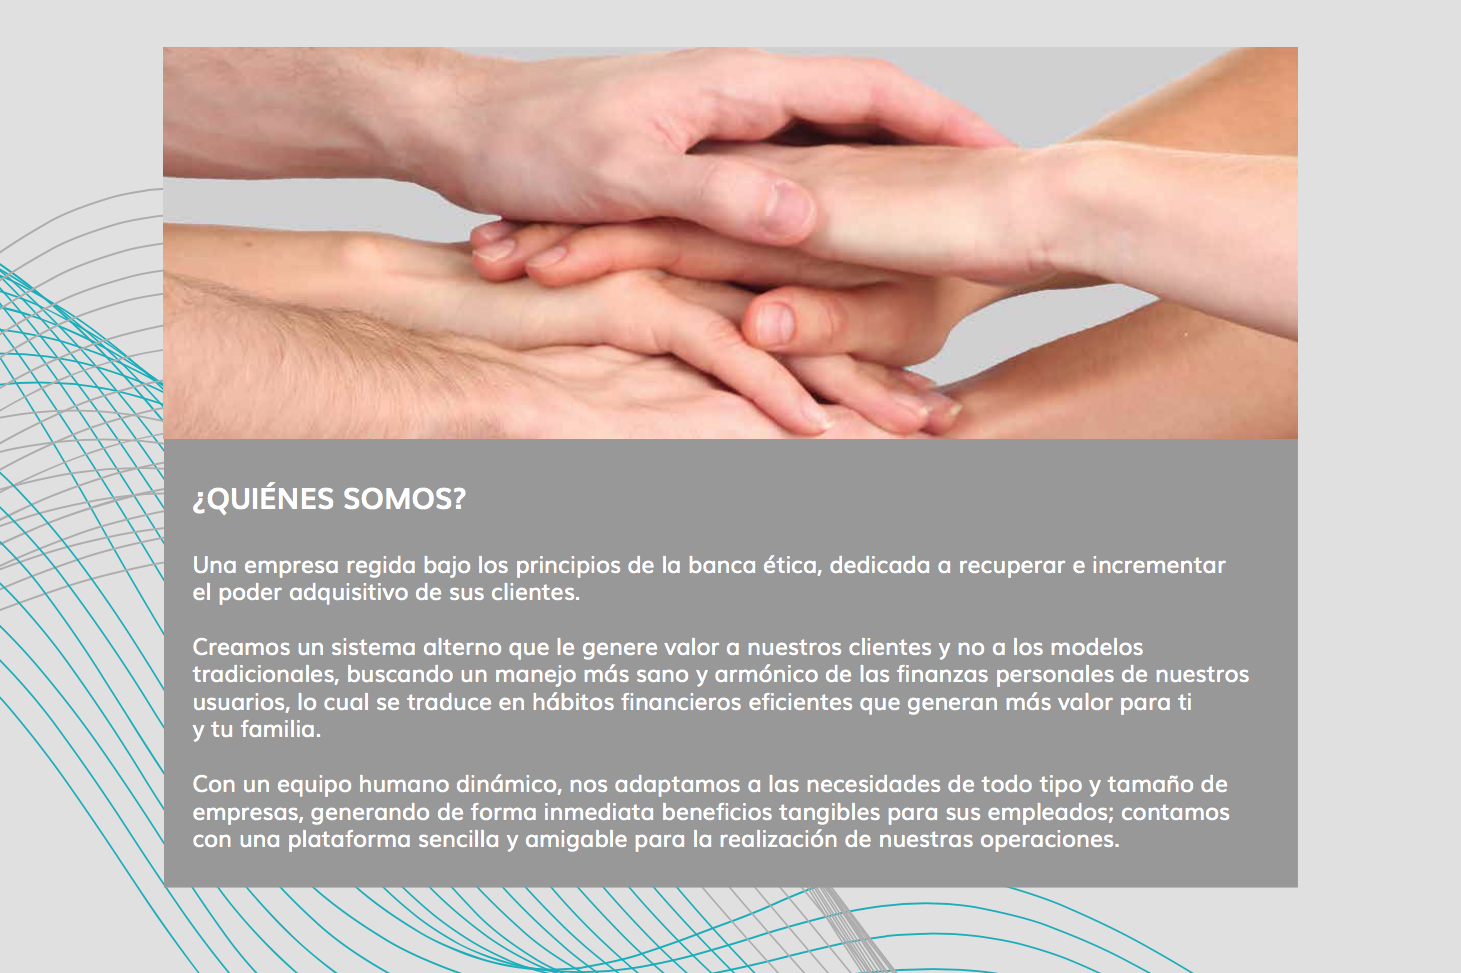 ¿QUIÉNES SOMOS?
Una empresa regida bajo los principios de la banca ética, dedicada a recuperar e incrementar
el poder adquisitivo de sus clientes.
Creamos un sistema alterno que le genere valor a nuestros clientes y no a los modelos
tradicionales, buscando un manejo más sano y armónico de las finanzas personales de nuestros
usuarios, lo cual se traduce en hábitos financieros eficientes que generan más valor para ti
y tu familia.
Con un equipo humano dinámico, nos adaptamos a las necesidades de todo tipo y tamaño de
empresas, generando de forma inmediata beneficios tangibles para sus empleados; contamos
con una plataforma sencilla y amigable para la realización de nuestras operaciones.